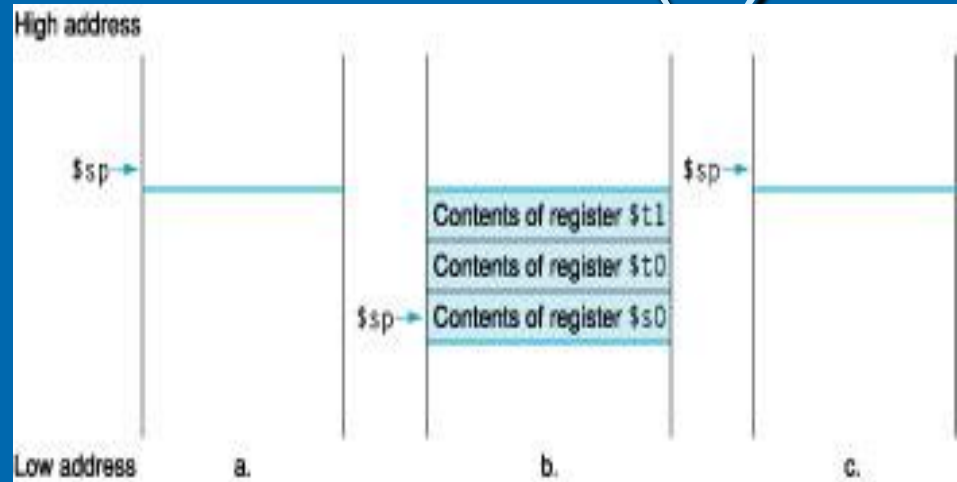 High address
$sp
$sp
Contents of register $t1
Contents of register $t0
$sp
Contents of register $s0
Low address
a.
b.
c.